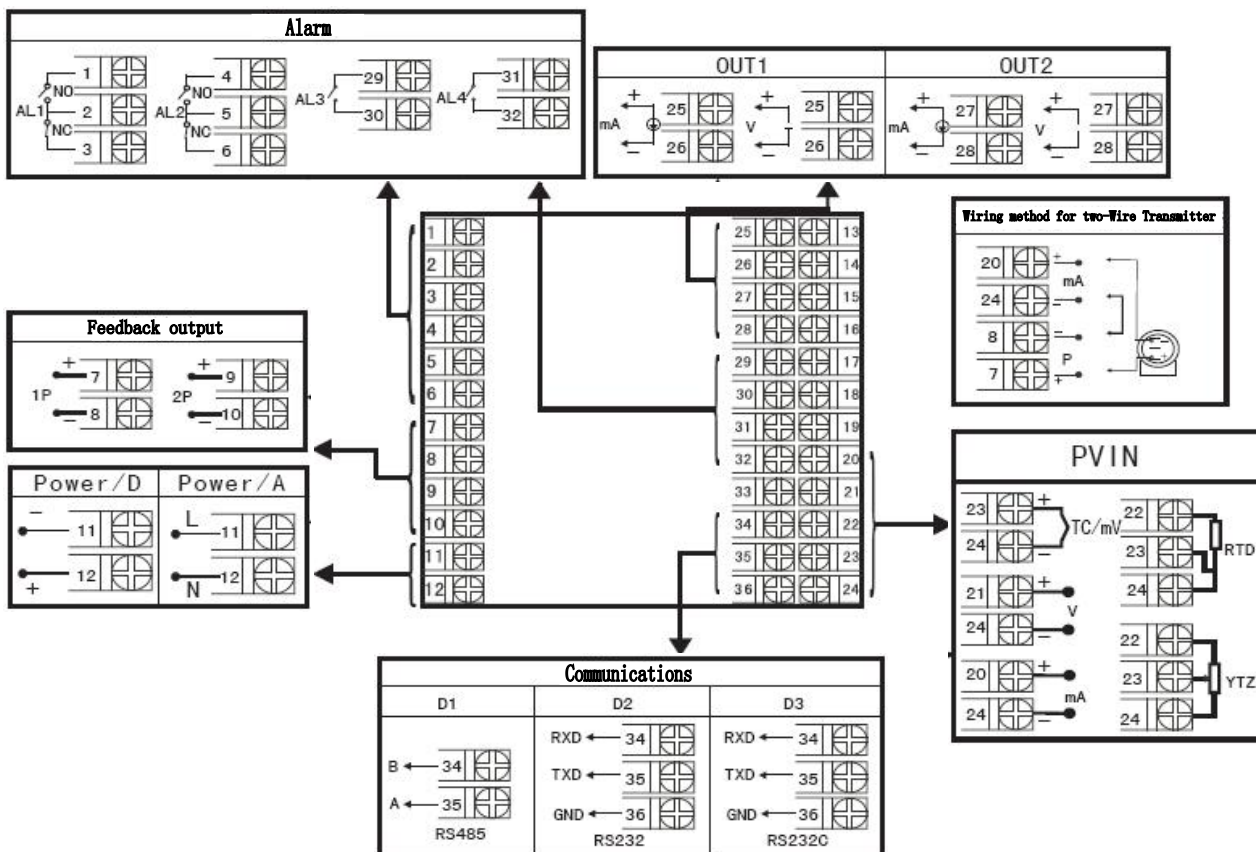 Alarm
1
NO
AL1
2
NC
3
4
NO
AL2
5
NC
6
AL3
29
30
AL4
31
32
OUT1
OUT2
+
mA
−
25
26
+
V
−
25
26
+
mA
−
27
28
+
V
−
27
28
Wiring method for two-Wire Transmitter
20
+
mA
24
−
8
−
P
7
+
Feedback output
+
7
1P
−
8
+
9
2P
−
10
Power/D
Power/A
−
11
+
12
L
11
N
12
1
2
3
4
5
6
7
8
9
10
11
12
25
13
26
14
27
15
28
16
29
17
30
18
31
19
32
20
33
21
34
22
35
23
36
24
PVIN
23
+
TC/mV
24
−
21
+
V
24
−
20
+
mA
24
−
22
23
RTD
24
22
23
YTZ
24
Communications
D1
D2
D3
B
34
A
35
RS485
RXD
34
TXD
35
GND
36
RS232
RXD
34
TXD
35
GND
36
RS232C